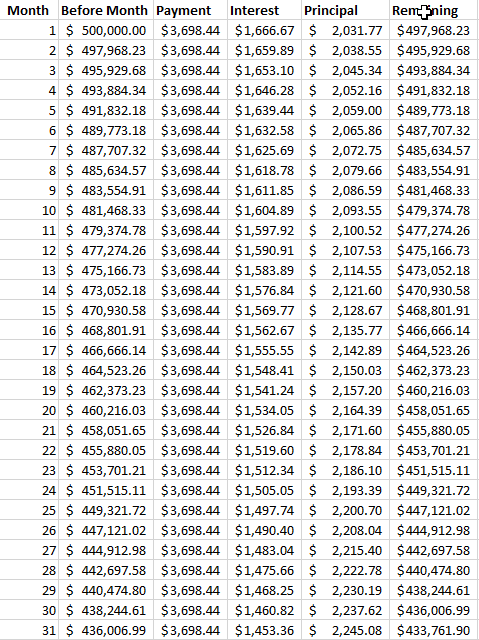 Month Before Month Payment Interest Principal Remaining
1 $ 500,000.00 $3,698.44 $1,666.67 $ 2,031.77 $497,968.23
2 $ 497,968.23 $3,698.44 $1,659.89 $ 2,038.55 $495,929.68
3 $ 495,929.68 $3,698.44 $1,653.10 $ 2,045.34 $493,884.34
4 $ 493,884.34 $3,698.44 $1,646.28 $ 2,052.16 $491,832.18
5 $ 491,832.18 $3,698.44 $1,639.44 $ 2,059.00 $489,773.18
6 $ 489,773.18 $3,698.44 $1,632.58 $ 2,065.86 $487,707.32
7 $ 487,707.32 $3,698.44 $1,625.69 $ 2,072.75 $485,634.57
8 $ 485,634.57 $3,698.44 $1,618.78 $ 2,079.66 $483,554.91
9 $ 483,554.91 $3,698.44 $1,611.85 $ 2,086.59 $481,468.33
10 $ 481,468.33 $3,698.44 $1,604.89 $ 2,093.55 $479,374.78
11 $ 479,374.78 $3,698.44 $1,597.92 $ 2,100.52 $477,274.26
12 $ 477,274.26 $3,698.44 $1,590.91 $ 2,107.53 $475,166.73
13 $ 475,166.73 $3,698.44 $1,583.89 $ 2,114.55 $473,052.18
14 $ 473,052.18 $3,698.44 $1,576.84 $ 2,121.60 $470,930.58
15 $ 470,930.58 $3,698.44 $1,569.77 $ 2,128.67 $468,801.91
16 $ 468,801.91 $3,698.44 $1,562.67 $ 2,135.77 $466,666.14
17 $ 466,666.14 $3,698.44 $1,555.55 $ 2,142.89 $464,523.26
18 $ 464,523.26 $3,698.44 $1,548.41 $ 2,150.03 $462,373.23
19 $ 462,373.23 $3,698.44 $1,541.24 $ 2,157.20 $460,216.03
20 $ 460,216.03 $3,698.44 $1,534.05 $ 2,164.39 $458,051.65
21 $ 458,051.65 $3,698.44 $1,526.84 $ 2,171.60 $455,880.05
22 $ 455,880.05 $3,698.44 $1,519.60 $ 2,178.84 $453,701.21
23 $ 453,701.21 $3,698.44 $1,512.34 $ 2,186.10 $451,515.11
24 $ 451,515.11 $3,698.44 $1,505.05 $ 2,193.39 $449,321.72
25 $ 449,321.72 $3,698.44 $1,497.74 $ 2,200.70 $447,121.02
26 $ 447,121.02 $3,698.44 $1,490.40 $ 2,208.04 $444,912.98
27 $ 444,912.98 $3,698.44 $1,483.04 $ 2,215.40 $442,697.58
28 $ 442,697.58 $3,698.44 $1,475.66 $ 2,222.78 $440,474.80
29 $ 440,474.80 $3,698.44 $1,468.25 $ 2,230.19 $438,244.61
30 $ 438,244.61 $3,698.44 $1,460.82 $ 2,237.62 $436,006.99
31 $ 436,006.99 $3,698.44 $1,453.36 $ 2,245.08 $433,761.90